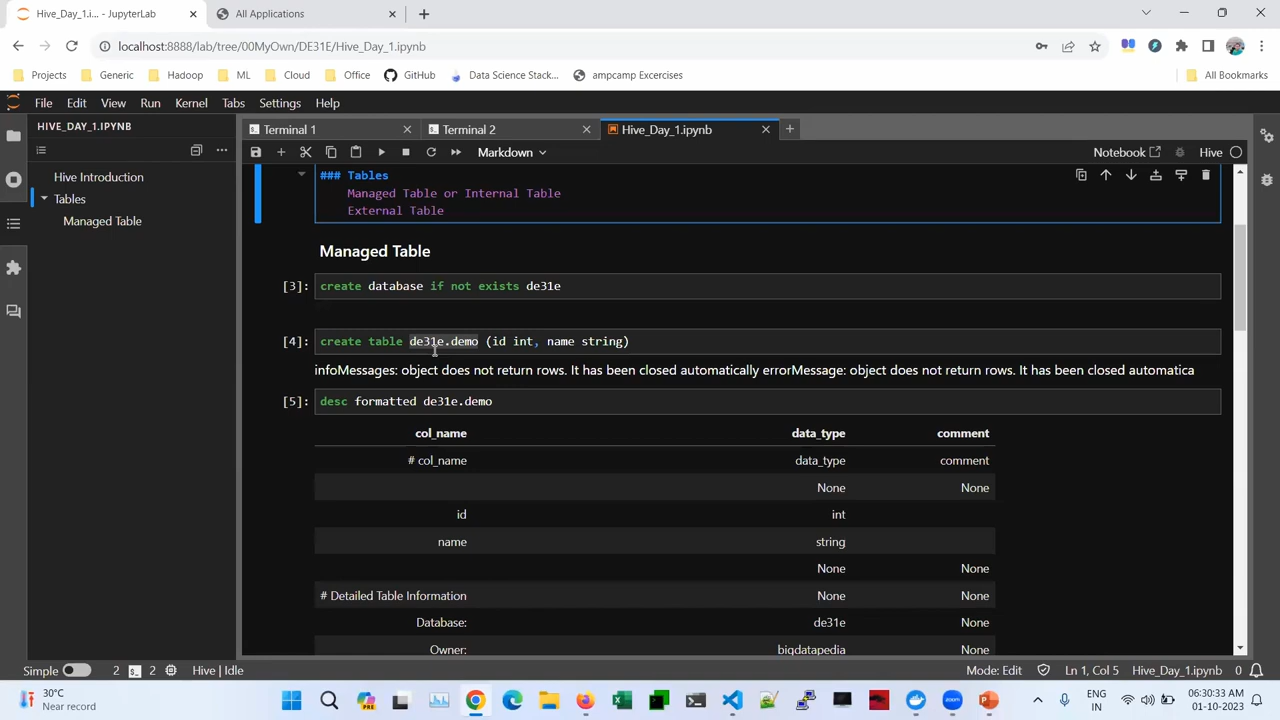 Hive_Day_1.i... - JupyterLab
All Applications
localhost:8888/lab/tree/00MyOwn/DE31E/Hive_Day_1.ipynb
Projects Generic Hadoop ML Cloud Office GitHub Data Science Stack... ampcamp Excercises All Bookmarks
File Edit View Run Kernel Tabs Settings Help
HIVE_DAY_1.IPYNB
Terminal 1 Terminal 2 Hive_Day_1.ipynb
Markdown Notebook Hive
Hive Introduction
Tables
Managed Table
### Tables
Managed Table or Internal Table
External Table
Managed Table
[3]: create database if not exists de31e
[4]: create table de31e.demo (id int, name string)
infoMessages: object does not return rows. It has been closed automatically errorMessage: object does not return rows. It has been closed automatica
[5]: desc formatted de31e.demo
col_name data_type comment
# col_name data_type comment
None None
id int
name string
None None
# Detailed Table Information None None
Database: de31e None
Owner: bigdatapedia None
Simple 2 2 Hive | Idle Mode: Edit Ln 1, Col 5 Hive_Day_1.ipynb 0
30°C
Near record
ENG
IN
06:30:33 AM
01-10-2023